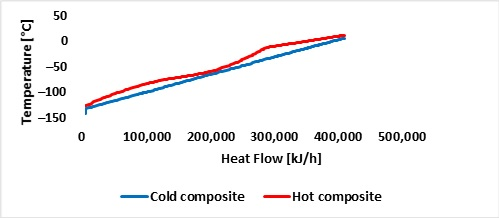 50
0
−50
−100
−150
Temperature [°C]
0
100,000
200,000
300,000
400,000
500,000
Heat Flow [kJ/h]
Cold composite
Hot composite